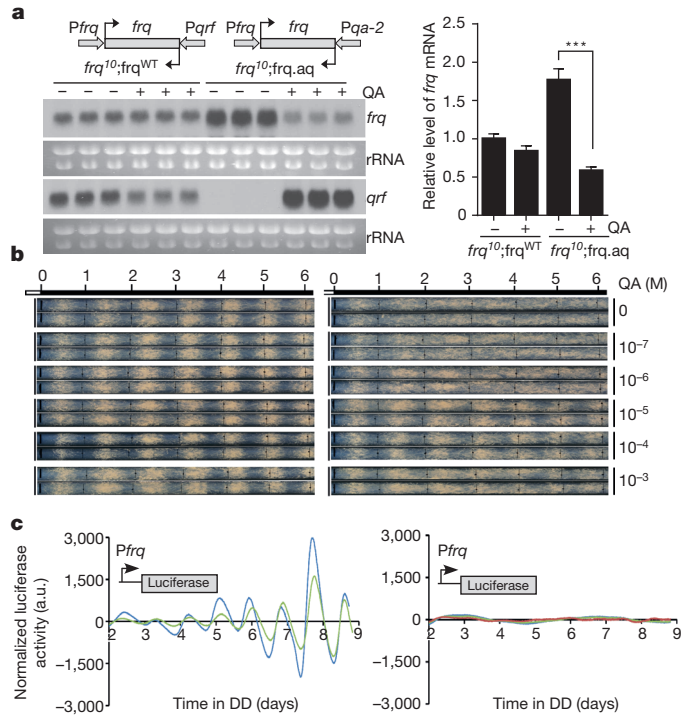 a
Pfrq frq Pqrf
Pfrq frq Pqa-2
frq10;frqWT frq10;frq.aq
– – – + + + – – – + + + QA
frq
rRNA
qrf
rRNA
Relative level of frq mRNA
2.5
2.0
1.5
1.0
0.5
0
***
– + – + QA
frq10;frqWT frq10;frq.aq
b
0 1 2 3 4 5 6
0 1 2 3 4 5 6 QA (M)
0
10–7
10–6
10–5
10–4
10–3
c
Normalized luciferase activity (a.u.)
3,000
1,500
0
–1,500
–3,000
Pfrq
Luciferase
2 3 4 5 6 7 8 9
Time in DD (days)
3,000
1,500
0
–1,500
–3,000
Pfrq
Luciferase
2 3 4 5 6 7 8 9
Time in DD (days)